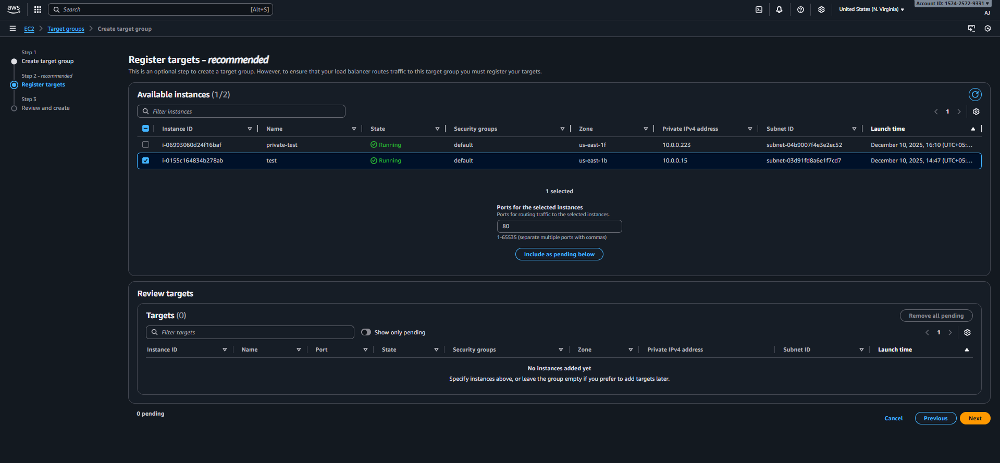 aws
Search [Alt+S]
United States (N. Virginia)
Account ID: 1574-2572-9331
AJ
EC2 Target groups Create target group
Step 1
Create target group
Step 2 - recommended
Register targets
Step 3
Review and create
Register targets - recommended
This is an optional step to create a target group. However, to ensure that your load balancer routes traffic to this target group you must register your targets.
Available instances (1/2)
Filter instances
1
Instance ID Name State Security groups Zone Private IPv4 address Subnet ID Launch time
i-06993060d24f16baf private-test Running default us-east-1f 10.0.0.223 subnet-04b9007f4e3e2ec52 December 10, 2025, 16:10 (UTC+05:...
i-0155c164834b278ab test Running default us-east-1b 10.0.0.15 subnet-03d91fd8a6e1f7cd7 December 10, 2025, 14:47 (UTC+05:...
1 selected
Ports for the selected instances
Ports for routing traffic to the selected instances.
80
1-65535 (separate multiple ports with commas)
Include as pending below
Review targets
Targets (0)
Remove all pending
Filter targets
Show only pending
1
Instance ID Name Port State Security groups Zone Private IPv4 address Subnet ID Launch time
No instances added yet
Specify instances above, or leave the group empty if you prefer to add targets later.
0 pending
Cancel Previous Next